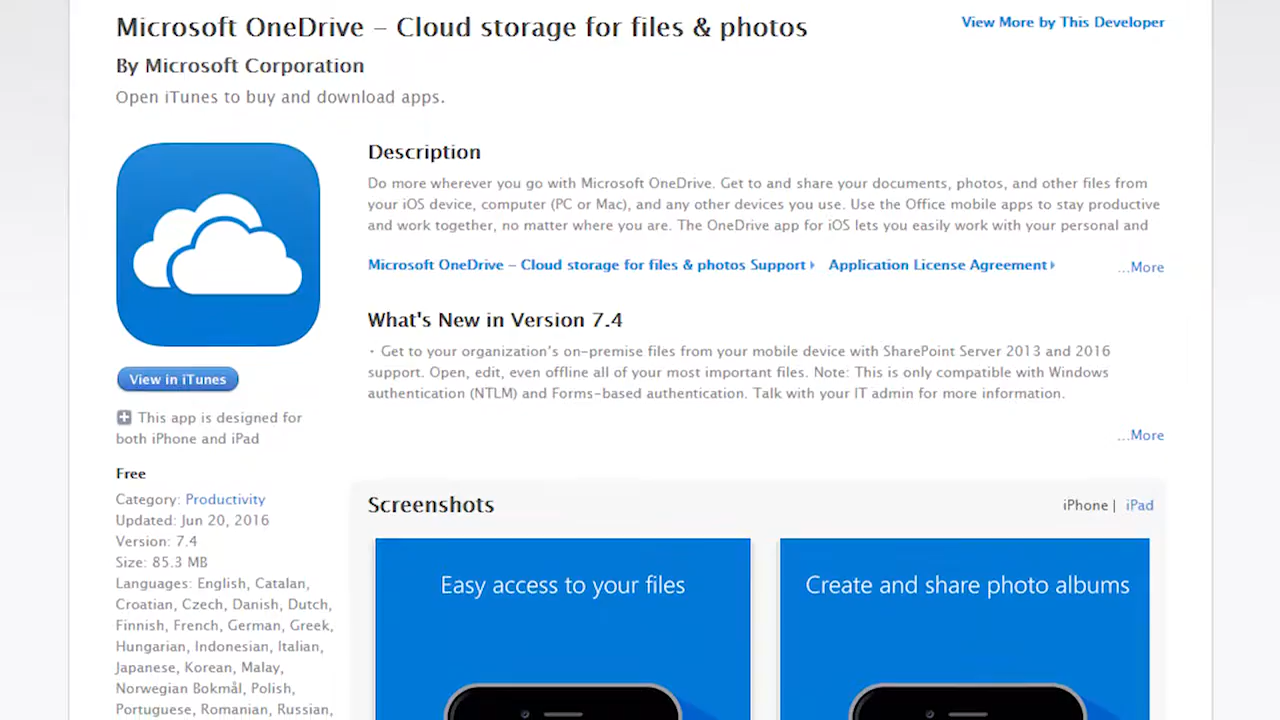 Microsoft OneDrive – Cloud storage for files & photos
View More by This Developer
By Microsoft Corporation
Open iTunes to buy and download apps.
Description
Do more wherever you go with Microsoft OneDrive. Get to and share your documents, photos, and other files from
your iOS device, computer (PC or Mac), and any other devices you use. Use the Office mobile apps to stay productive
and work together, no matter where you are. The OneDrive app for iOS lets you easily work with your personal and
Microsoft OneDrive – Cloud storage for files & photos Support
Application License Agreement
...More
What's New in Version 7.4
• Get to your organization's on-premise files from your mobile device with SharePoint Server 2013 and 2016
support. Open, edit, even offline all of your most important files. Note: This is only compatible with Windows
authentication (NTLM) and Forms-based authentication. Talk with your IT admin for more information.
...More
View in iTunes
This app is designed for
both iPhone and iPad
Free
Category: Productivity
Updated: Jun 20, 2016
Version: 7.4
Size: 85.3 MB
Languages: English, Catalan,
Croatian, Czech, Danish, Dutch,
Finnish, French, German, Greek,
Hungarian, Indonesian, Italian,
Japanese, Korean, Malay,
Norwegian Bokmål, Polish,
Portuguese, Romanian, Russian,
Screenshots
iPhone | iPad
Easy access to your files
Create and share photo albums